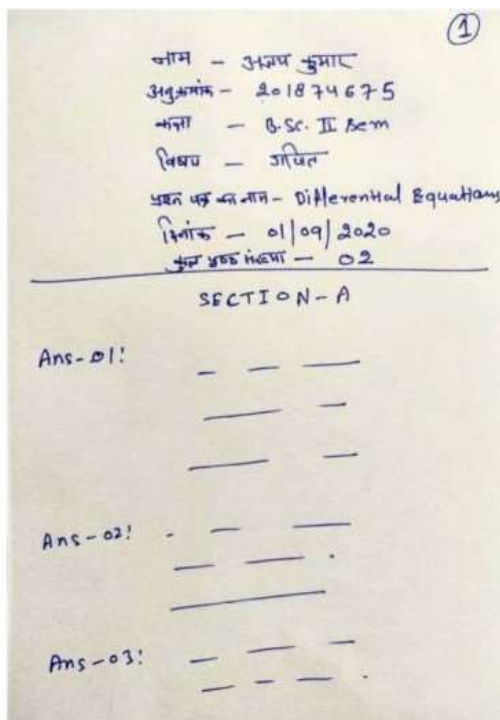 1
नाम - अजय कुमार
अनुक्रमांक - 201874675
कक्षा - B.Sc. II Sem
विषय - गणित
प्रश्न पत्र का नाम - Differential Equations
दिनांक - 01/09/2020
कुल पृष्ठ संख्या - 02
SECTION-A
Ans-01:
Ans-02:
Ans-03: